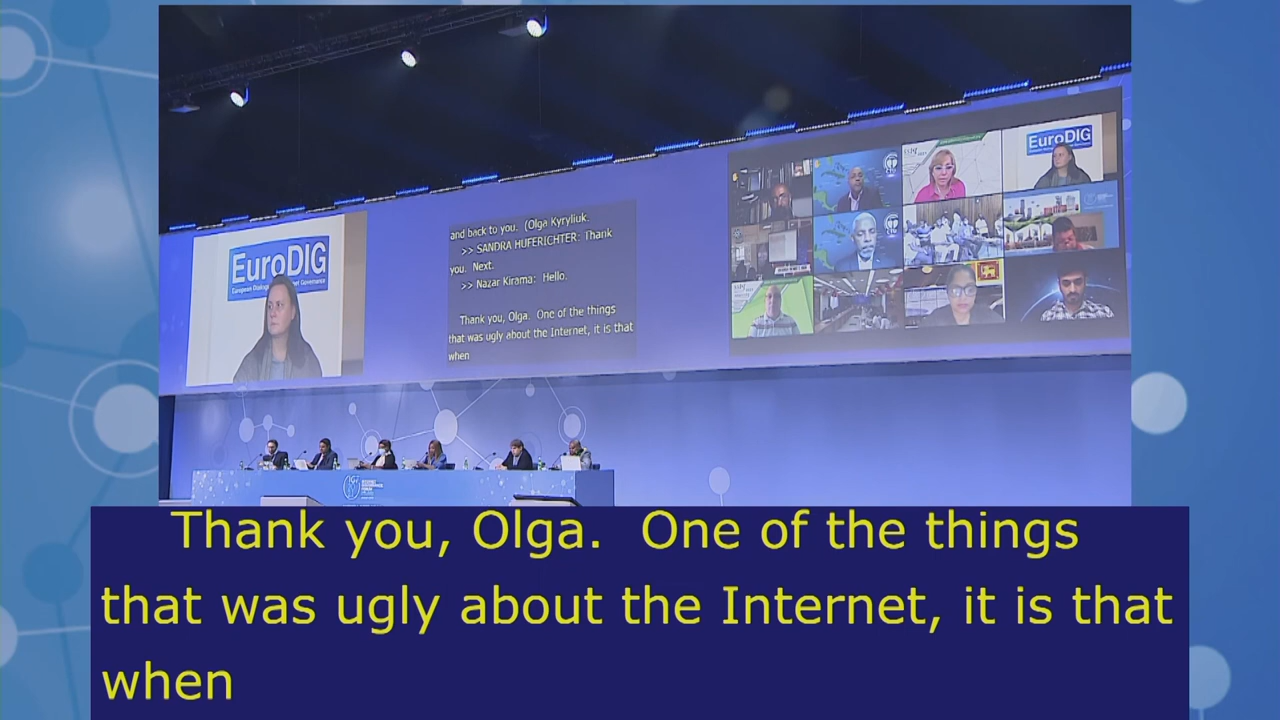 EuroDIG
and back to you. (Olga Kyryliuk.
>> SANDRA HUFERICHTER: Thank
you. Next.
>> Nazar Kirama: Hello.
Thank you, Olga. One of the things
that was ugly about the Internet, it is that
when
EuroDIG
Thank you, Olga. One of the things
that was ugly about the Internet, it is that
when